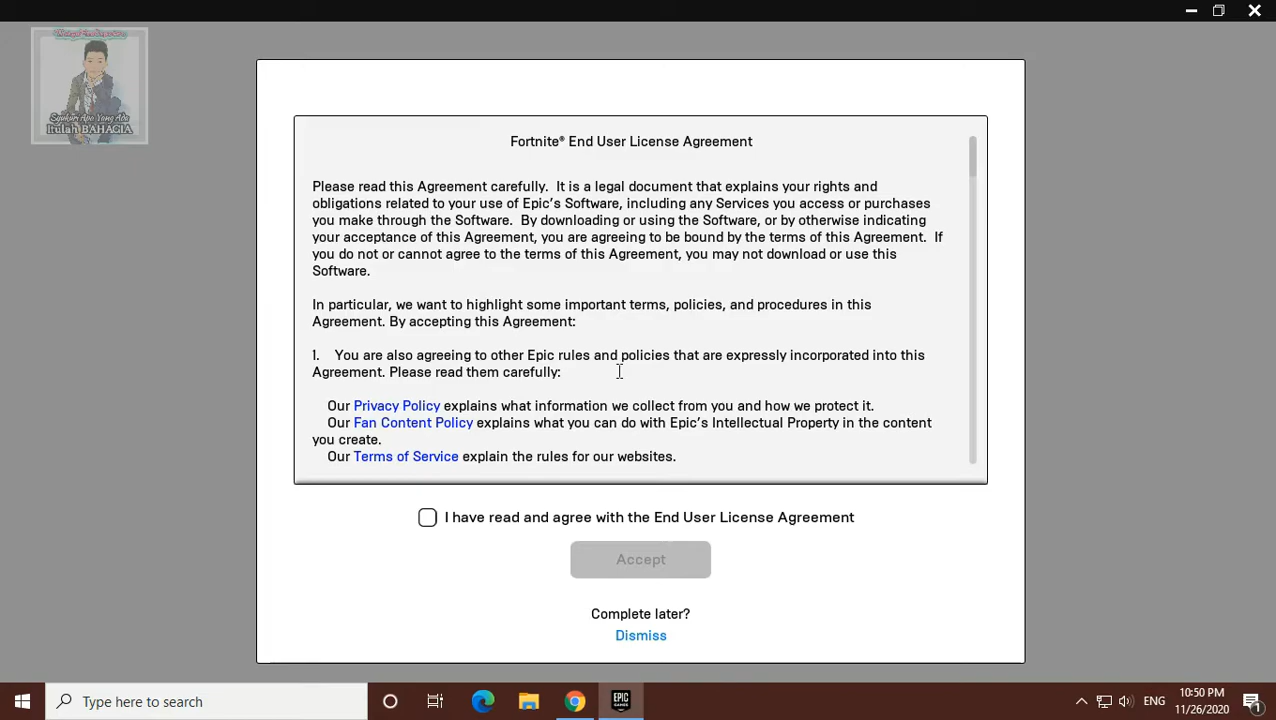 Syukuri Apa Yang Ada
Itulah BAHAGIA
Fortnite® End User License Agreement
Please read this Agreement carefully. It is a legal document that explains your rights and
obligations related to your use of Epic's Software, including any Services you access or purchases
you make through the Software. By downloading or using the Software, or by otherwise indicating
your acceptance of this Agreement, you are agreeing to be bound by the terms of this Agreement. If
you do not or cannot agree to the terms of this Agreement, you may not download or use this
Software.
In particular, we want to highlight some important terms, policies, and procedures in this
Agreement. By accepting this Agreement:
1. You are also agreeing to other Epic rules and policies that are expressly incorporated into this
Agreement. Please read them carefully:
Our Privacy Policy explains what information we collect from you and how we protect it.
Our Fan Content Policy explains what you can do with Epic's Intellectual Property in the content
you create.
Our Terms of Service explain the rules for our websites.
I have read and agree with the End User License Agreement
Accept
Complete later?
Dismiss
Type here to search
EPIC
GAMES
ENG
10:50 PM
11/26/2020
1